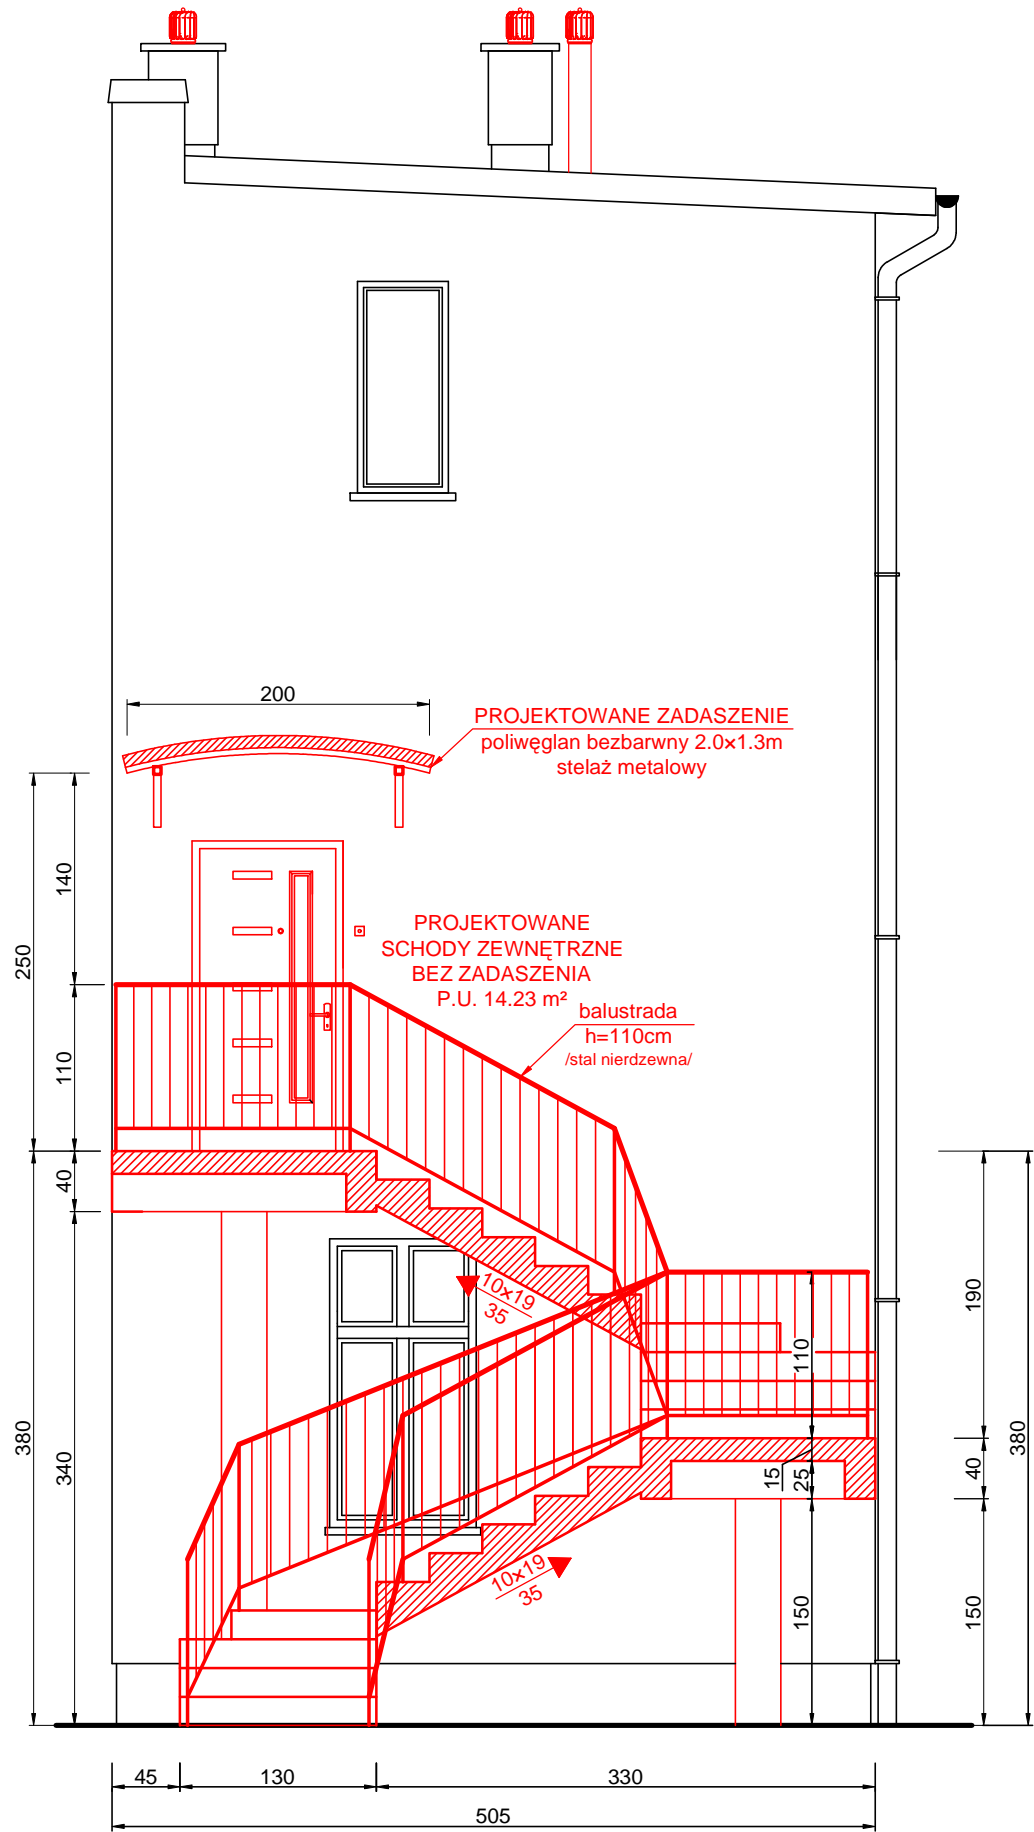 200
PROJEKTOWANE ZADASZENIE
poliwęglan bezbarwny 2.0×1.3m
stelaż metalowy
140
250
PROJEKTOWANE
SCHODY ZEWNĘTRZNE
BEZ ZADASZENIA
P.U. 14.23 m²
balustrada
h=110cm
/stal nierdzewna/
110
40
10×19
35
190
110
380
340
380
15
25
40
10×19
35
150
150
45
130
330
505